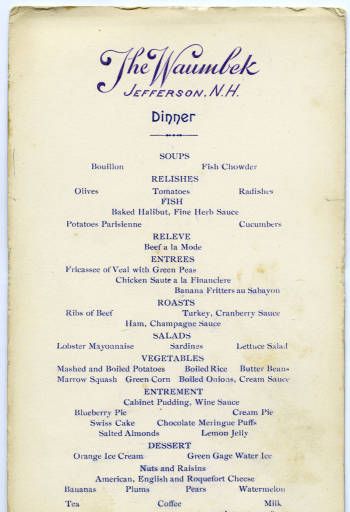 The Waumbek
JEFFERSON, N.H.
Dinner
SOUPS
Bouillon Fish Chowder
RELISHES
Olives Tomatoes Radishes
FISH
Baked Halibut, Fine Herb Sauce
Potatoes Parisienne Cucumbers
RELEVE
Beef a la Mode
ENTREES
Fricassee of Veal with Green Peas
Chicken Saute a la Financiere
Banana Fritters au Sabayon
ROASTS
Ribs of Beef Turkey, Cranberry Sauce
Ham, Champagne Sauce
SALADS
Lobster Mayonnaise Sardines Lettuce Salad
VEGETABLES
Mashed and Boiled Potatoes Boiled Rice Butter Beans
Marrow Squash Green Corn Boiled Onions, Cream Sauce
ENTREMENT
Cabinet Pudding, Wine Sauce
Blueberry Pie Cream Pie
Swiss Cake Chocolate Meringue Puffs
Salted Almonds Lemon Jelly
DESSERT
Orange Ice Cream Green Gage Water Ice
Nuts and Raisins
American, English and Roquefort Cheese
Bananas Plums Pears Watermelon
Tea Coffee Milk